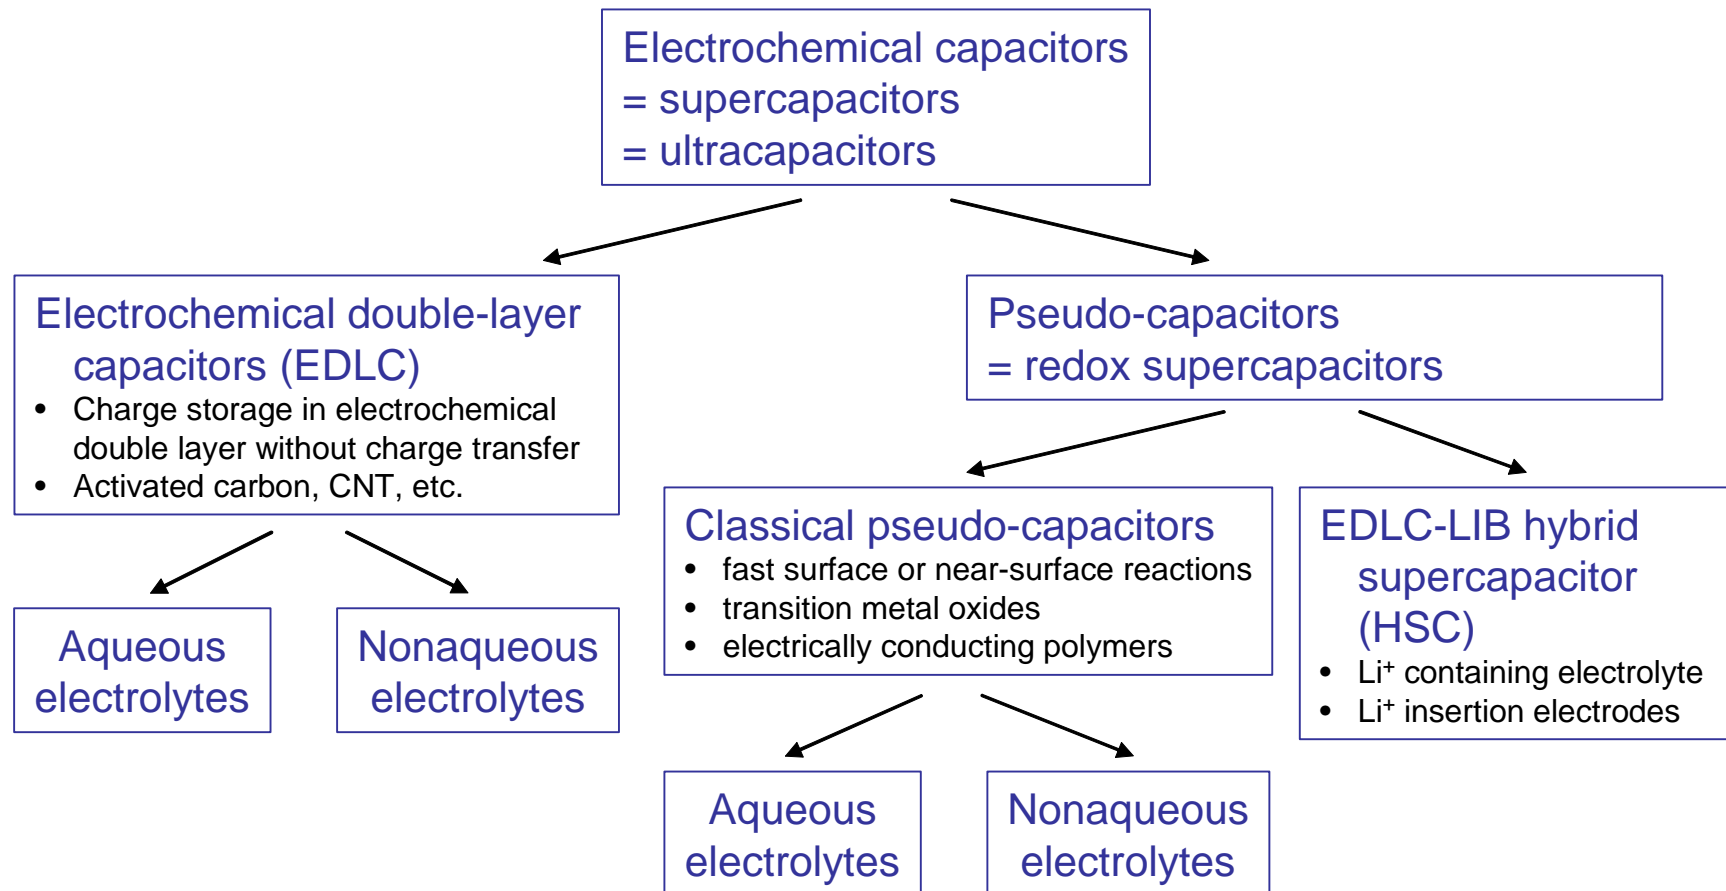 Electrochemical capacitors
= supercapacitors
= ultracapacitors
Electrochemical double-layer
capacitors (EDLC)
• Charge storage in electrochemical
double layer without charge transfer
• Activated carbon, CNT, etc.
Pseudo-capacitors
= redox supercapacitors
Aqueous
electrolytes
Nonaqueous
electrolytes
Classical pseudo-capacitors
• fast surface or near-surface reactions
• transition metal oxides
• electrically conducting polymers
EDLC-LIB hybrid
supercapacitor
(HSC)
• Li⁺ containing electrolyte
• Li⁺ insertion electrodes
Aqueous
electrolytes
Nonaqueous
electrolytes